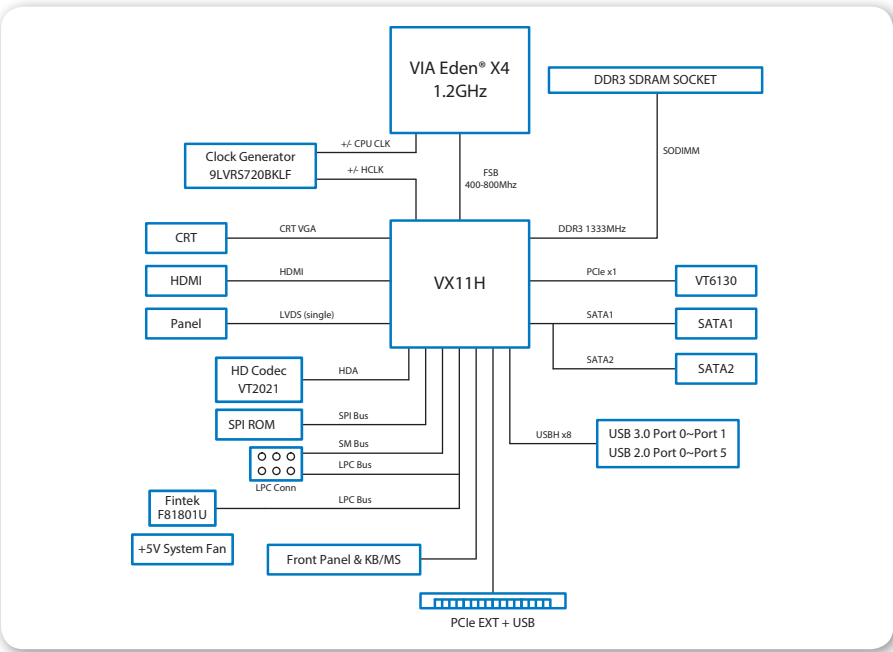 VIA Eden® X4
1.2GHz
DDR3 SDRAM SOCKET
+/- CPU CLK
Clock Generator
9LVRS720BKLF
+/- HCLK
SODIMM
FSB
400-800Mhz
CRT
CRT VGA
DDR3 1333MHz
HDMI
HDMI
VX11H
PCIe x1
VT6130
Panel
LVDS (single)
SATA1
SATA1
HD Codec
VT2021
HDA
SATA2
SATA2
SPI ROM
SPI Bus
SM Bus
LPC Bus
LPC Conn
USBH x8
USB 3.0 Port 0~Port 1
USB 2.0 Port 0~Port 5
Fintek
F81801U
LPC Bus
+5V System Fan
Front Panel & KB/MS
PCIe EXT + USB